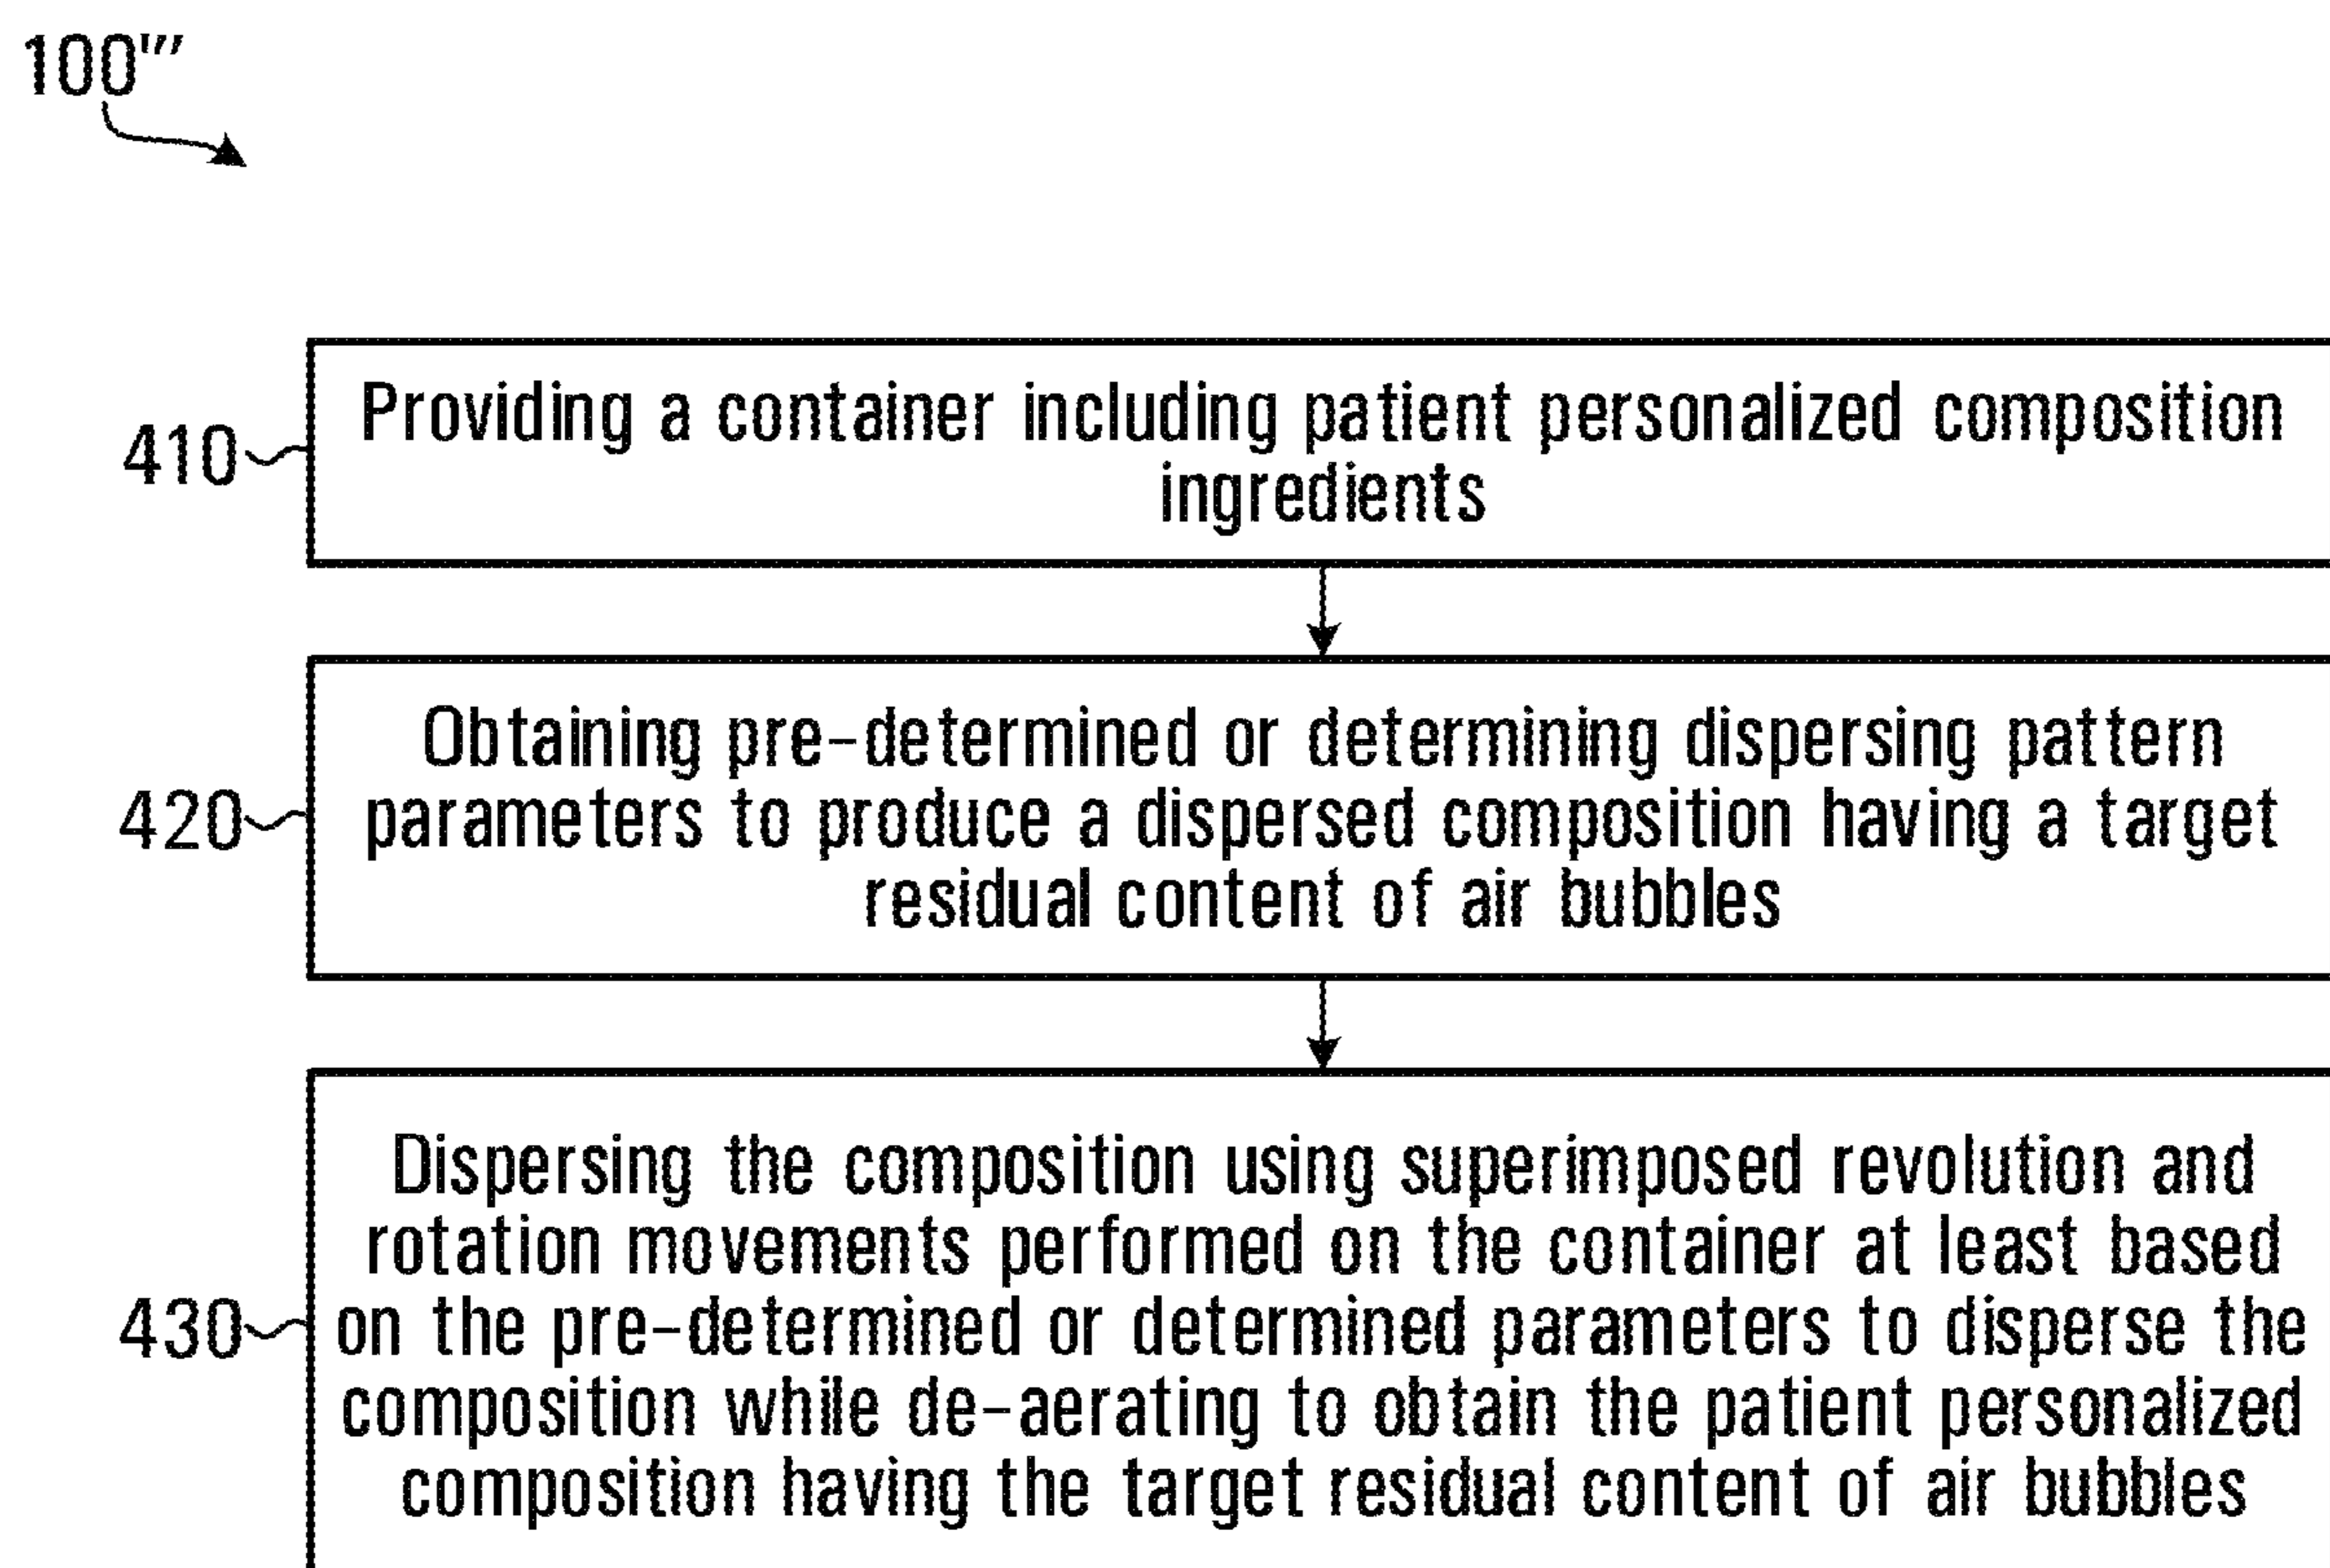 100'''
410
Providing a container including patient personalized composition
ingredients
420
Obtaining pre-determined or determining dispersing pattern
parameters to produce a dispersed composition having a target
residual content of air bubbles
430
Dispersing the composition using superimposed revolution and
rotation movements performed on the container at least based
on the pre-determined or determined parameters to disperse the
composition while de-aerating to obtain the patient personalized
composition having the target residual content of air bubbles